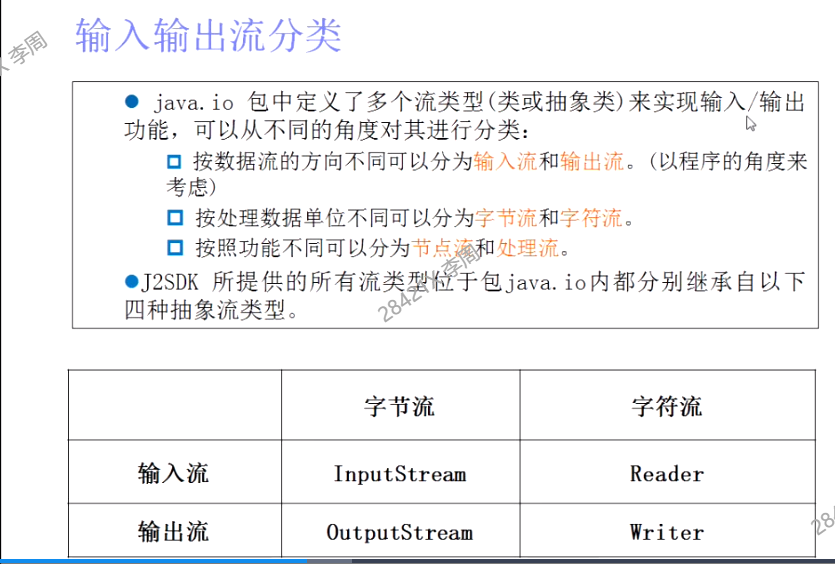 输入输出流分类
X 李周
● java.io 包中定义了多个流类型(类或抽象类)来实现输入/输出
功能，可以从不同的角度对其进行分类：
按数据流的方向不同可以分为输入流和输出流。(以程序的角度来
考虑)
按处理数据单位不同可以分为字节流和字符流。
按照功能不同可以分为节点流和处理流。
28421X 李周
●J2SDK 所提供的所有流类型位于包java.io内都分别继承自以下
四种抽象流类型。
字节流 字符流
输入流 InputStream Reader
输出流 OutputStream Writer
284